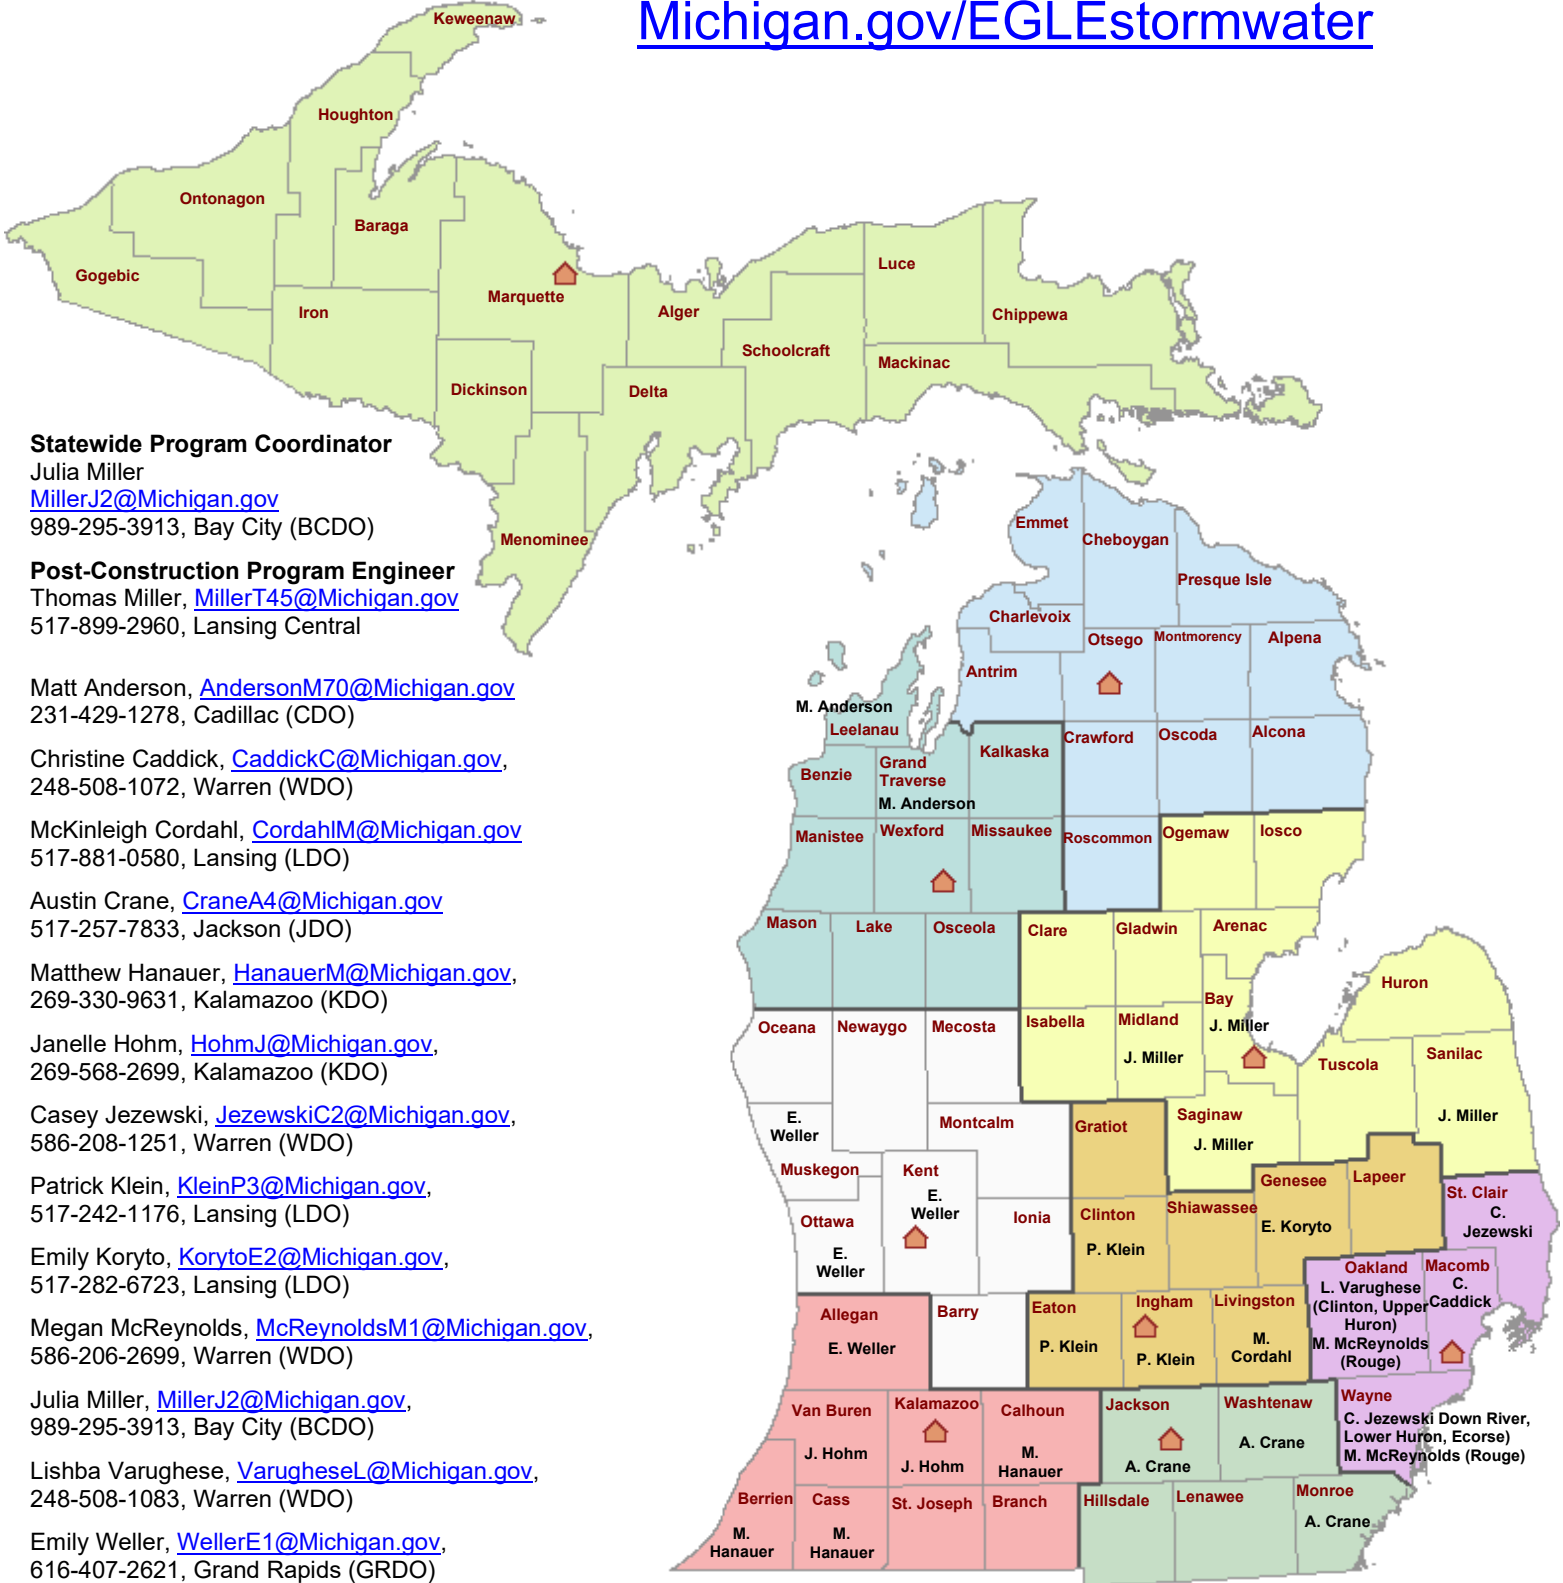 Michigan.gov/EGLEstormwater
Keweenaw
Houghton
Ontonagon
Baraga
Gogebic
Iron
Marquette
Alger
Luce
Chippewa
Schoolcraft
Mackinac
Dickinson
Delta
Menominee
Statewide Program Coordinator
Julia Miller
MillerJ2@Michigan.gov
989-295-3913, Bay City (BCDO)
Post-Construction Program Engineer
Thomas Miller, MillerT45@Michigan.gov
517-899-2960, Lansing Central
Matt Anderson, AndersonM70@Michigan.gov
231-429-1278, Cadillac (CDO)
Christine Caddick, CaddickC@Michigan.gov,
248-508-1072, Warren (WDO)
McKinleigh Cordahl, CordahlM@Michigan.gov
517-881-0580, Lansing (LDO)
Austin Crane, CraneA4@Michigan.gov
517-257-7833, Jackson (JDO)
Matthew Hanauer, HanauerM@Michigan.gov,
269-330-9631, Kalamazoo (KDO)
Janelle Hohm, HohmJ@Michigan.gov,
269-568-2699, Kalamazoo (KDO)
Casey Jezewski, JezewskiC2@Michigan.gov,
586-208-1251, Warren (WDO)
Patrick Klein, KleinP3@Michigan.gov,
517-242-1176, Lansing (LDO)
Emily Koryto, KorytoE2@Michigan.gov,
517-282-6723, Lansing (LDO)
Megan McReynolds, McReynoldsM1@Michigan.gov,
586-206-2699, Warren (WDO)
Julia Miller, MillerJ2@Michigan.gov,
989-295-3913, Bay City (BCDO)
Lishba Varughese, VarugheseL@Michigan.gov,
248-508-1083, Warren (WDO)
Emily Weller, WellerE1@Michigan.gov,
616-407-2621, Grand Rapids (GRDO)
Emmet
Cheboygan
Presque Isle
Charlevoix
Otsego
Montmorency
Alpena
Antrim
M. Anderson
Leelanau
Kalkaska
Crawford
Oscoda
Alcona
Benzie
Grand
Traverse
M. Anderson
Manistee
Wexford
Missaukee
Roscommon
Ogemaw
Iosco
Mason
Lake
Osceola
Clare
Gladwin
Arenac
Huron
Bay
J. Miller
Oceana
Newaygo
Mecosta
Isabella
Midland
J. Miller
Tuscola
Sanilac
J. Miller
E.
Weller
Muskegon
Montcalm
Gratiot
Saginaw
J. Miller
Kent
E.
Weller
Ottawa
E.
Weller
Ionia
Clinton
P. Klein
Shiawassee
Genesee
E. Koryto
Lapeer
St. Clair
C.
Jezewski
Allegan
E. Weller
Barry
Eaton
P. Klein
Ingham
P. Klein
Livingston
M.
Cordahl
Oakland
L. Varughese
(Clinton, Upper
Huron)
M. McReynolds
(Rouge)
Macomb
C.
Caddick
Van Buren
J. Hohm
Kalamazoo
J. Hohm
Calhoun
M.
Hanauer
Jackson
A. Crane
Washtenaw
A. Crane
Wayne
C. Jezewski Down River,
Lower Huron, Ecorse)
M. McReynolds (Rouge)
Berrien
M.
Hanauer
Cass
M.
Hanauer
St. Joseph
Branch
Hillsdale
Lenawee
Monroe
A. Crane